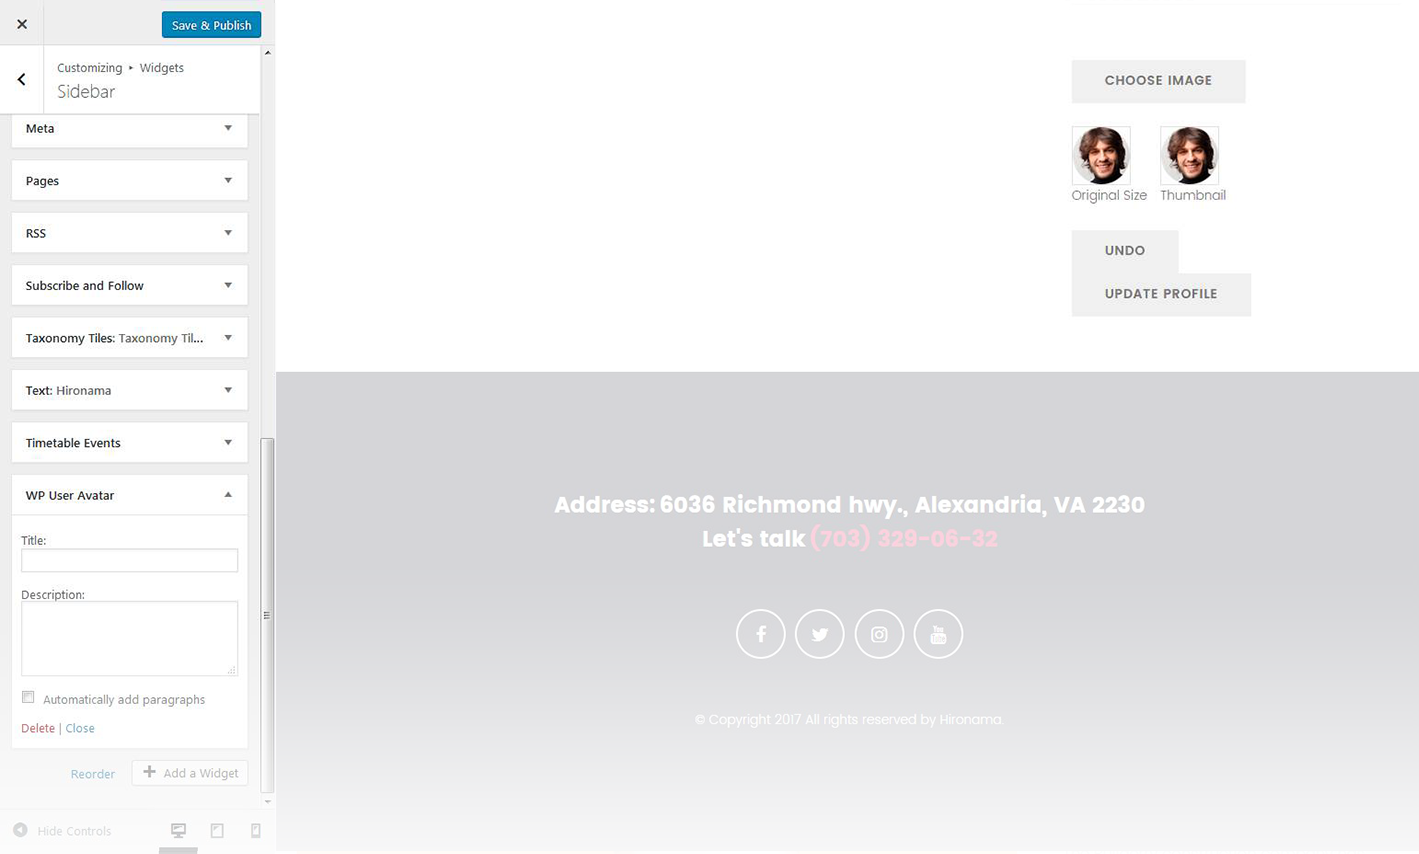 Save & Publish
Customizing ▸ Widgets
Sidebar
Meta
Pages
RSS
Subscribe and Follow
Taxonomy Tiles: Taxonomy Til...
Text: Hironama
Timetable Events
WP User Avatar
Title:
Description:
Automatically add paragraphs
Delete | Close
Reorder
Add a Widget
Hide Controls
CHOOSE IMAGE
Original Size Thumbnail
UNDO
UPDATE PROFILE
Address: 6036 Richmond hwy., Alexandria, VA 2230
Let's talk (703) 329-06-32
© Copyright 2017 All rights reserved by Hironama.